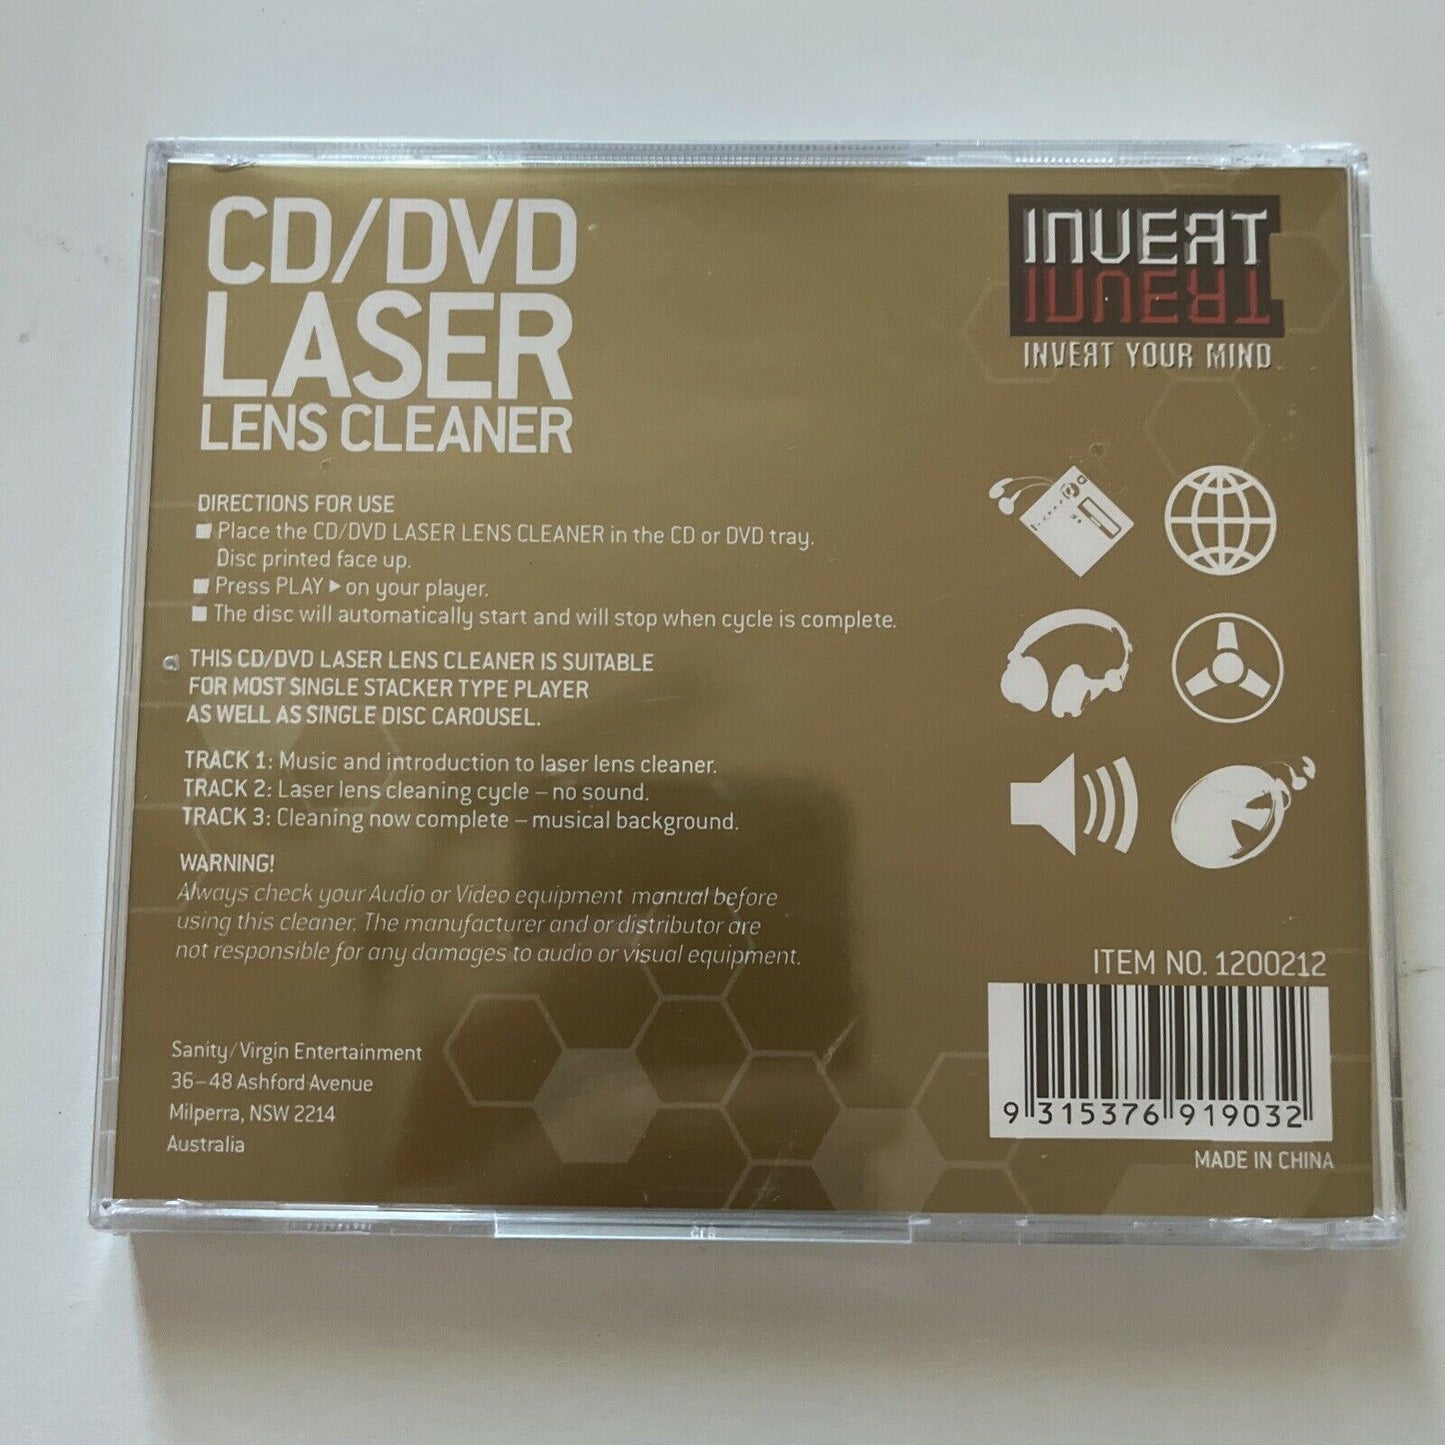 CD/DVD
LASER
LENS CLEANER
INVERT
INVERT
INVERT YOUR MIND
DIRECTIONS FOR USE
■ Place the CD/DVD LASER LENS CLEANER in the CD or DVD tray.
Disc printed face up.
■ Press PLAY ▶ on your player.
■ The disc will automatically start and will stop when cycle is complete.
THIS CD/DVD LASER LENS CLEANER IS SUITABLE
FOR MOST SINGLE STACKER TYPE PLAYER
AS WELL AS SINGLE DISC CAROUSEL.
TRACK 1: Music and introduction to laser lens cleaner.
TRACK 2: Laser lens cleaning cycle – no sound.
TRACK 3: Cleaning now complete – musical background.
WARNING!
Always check your Audio or Video equipment manual before
using this cleaner. The manufacturer and or distributor are
not responsible for any damages to audio or visual equipment.
Sanity/Virgin Entertainment
36–48 Ashford Avenue
Milperra, NSW 2214
Australia
ITEM NO. 1200212
9 315376 919032
MADE IN CHINA